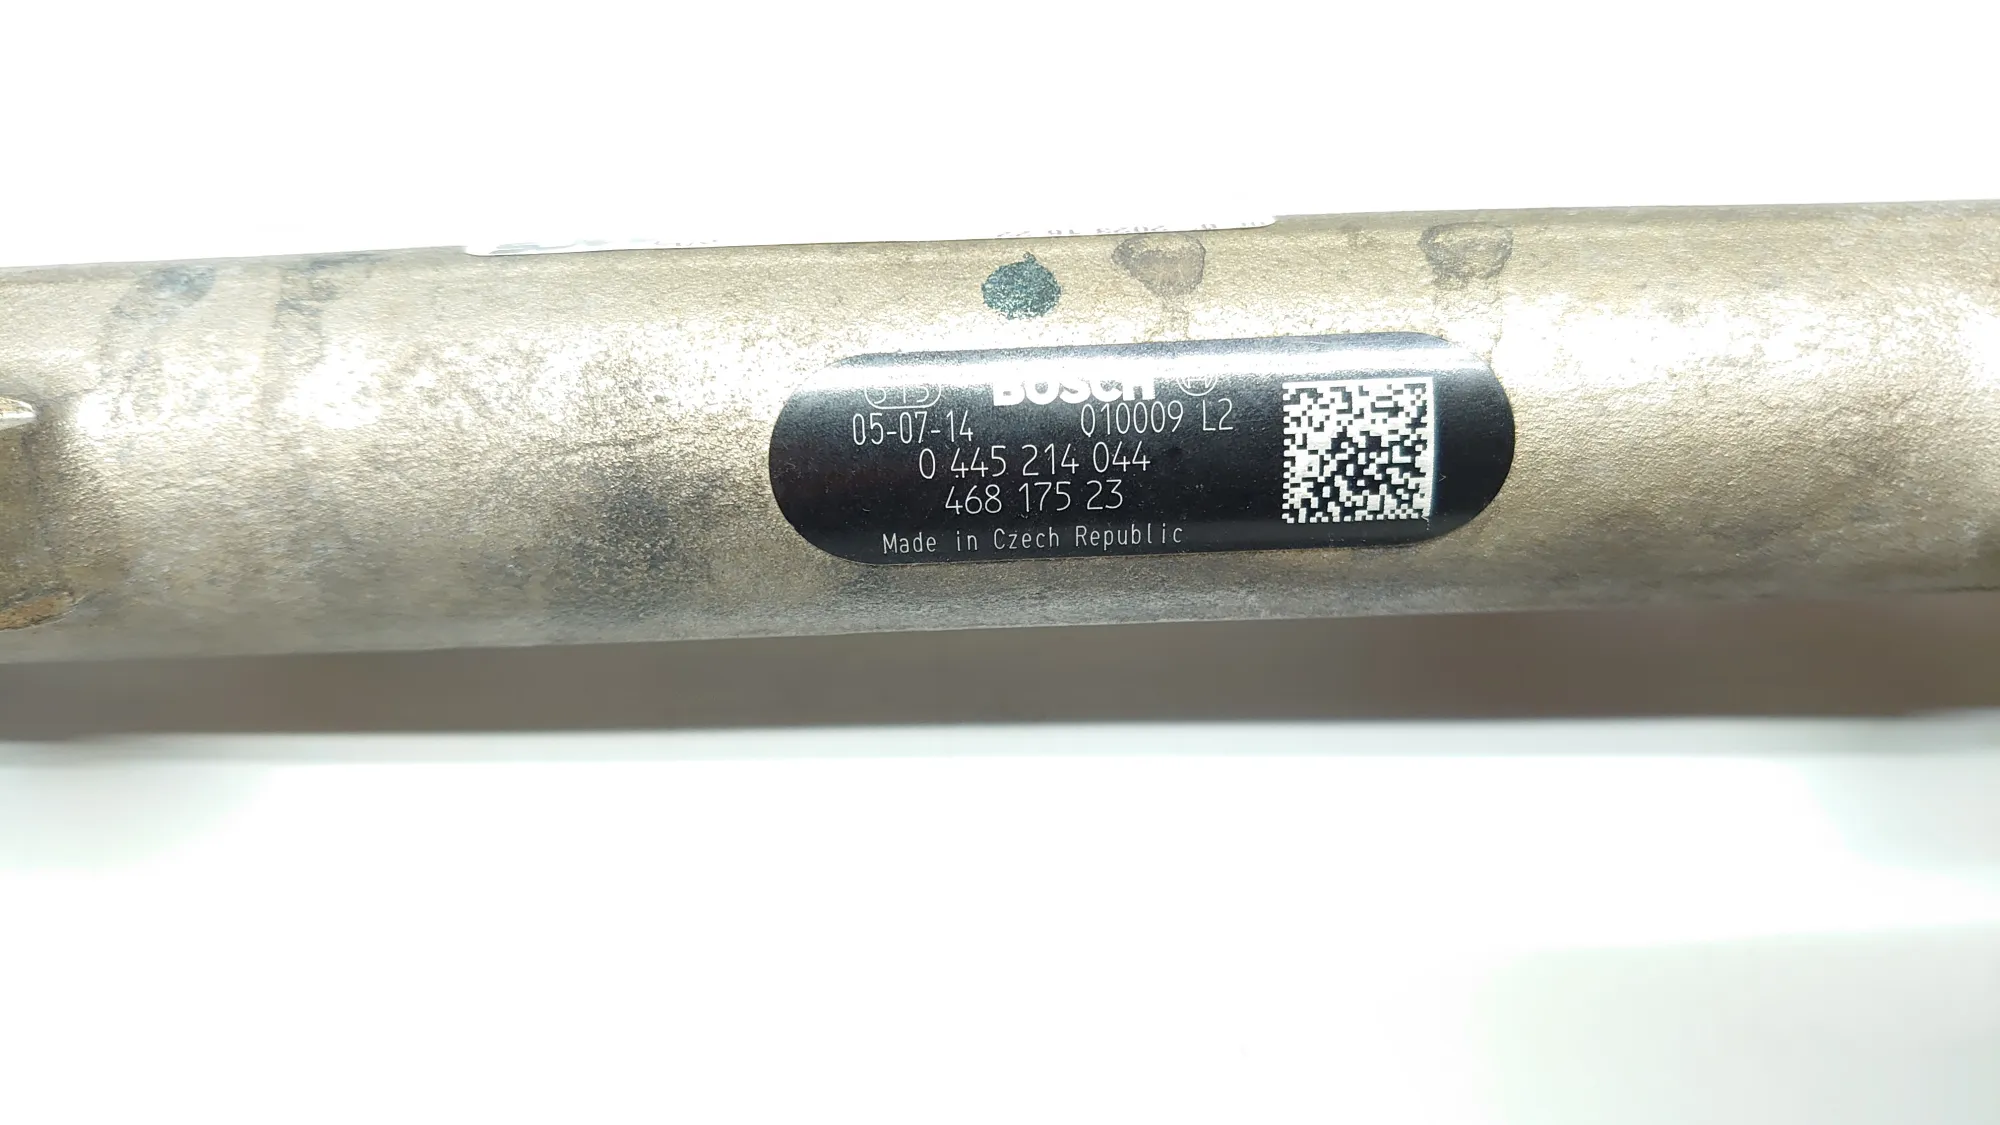 BOSCH
05-07-14 010009 L2
0 445 214 044
468 175 23
Made in Czech Republic